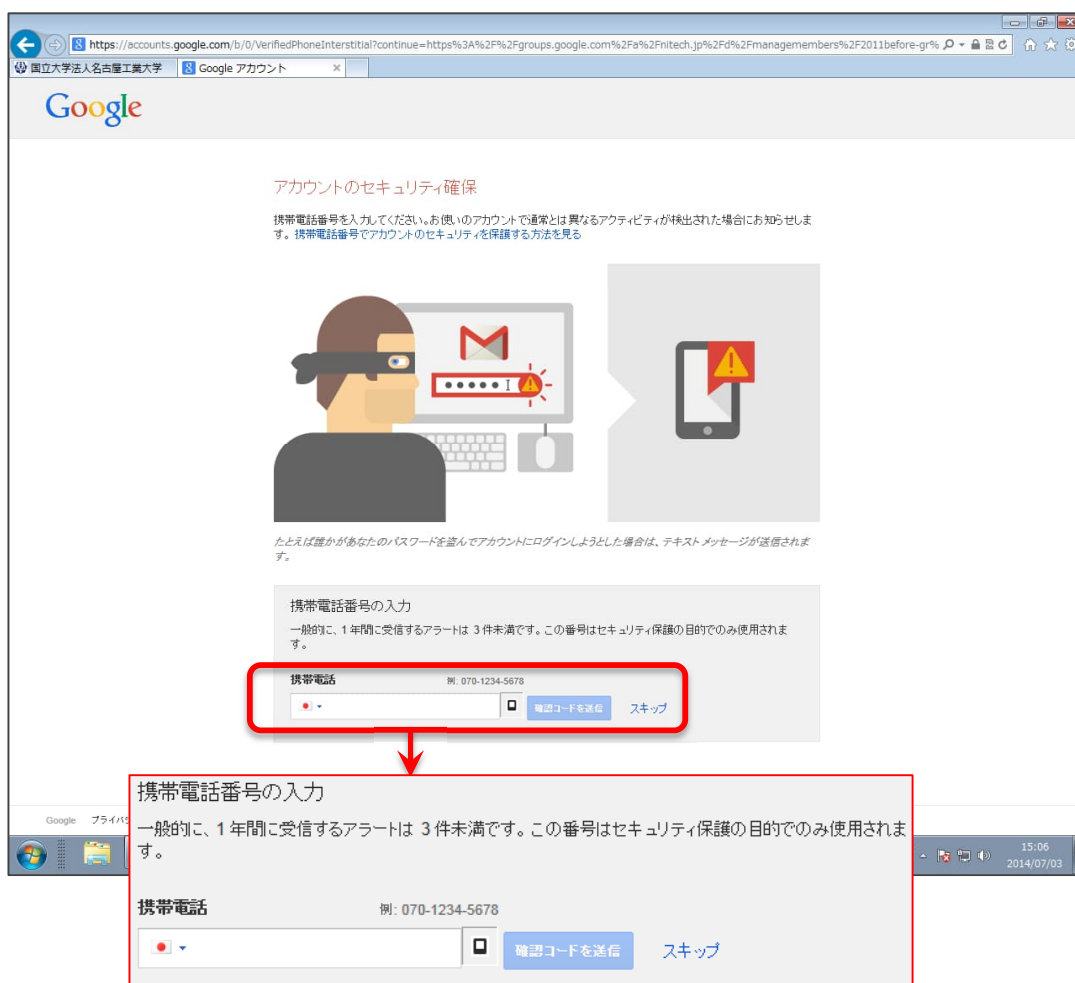 https://accounts.google.com/b/0/VerifiedPhoneInterstitial?continue=https%3A%2F%2Fgroups.google.com%2Fa%2Fnitech.jp%2Fd%2Fmanagemembers%2F2011before-gr%
国立大学法人名古屋工業大学
Google アカウント
Google
アカウントのセキュリティ確保
携帯電話番号を入力してください。お使いのアカウントで通常とは異なるアクティビティが検出された場合にお知らせしま
す。携帯電話番号でアカウントのセキュリティを保護する方法を見る
たとえば誰かがあなたのパスワードを盗んでアカウントにログインしようとした場合は、テキスト メッセージが送信されま
す。
携帯電話番号の入力
一般的に、1 年間に受信するアラートは 3 件未満です。この番号はセキュリティ保護の目的でのみ使用されま
す。
携帯電話 例: 070-1234-5678
確認コードを送信 スキップ
Google
15:06
2014/07/03
携帯電話番号の入力
一般的に、1 年間に受信するアラートは 3 件未満です。この番号はセキュリティ保護の目的でのみ使用されま
す。
携帯電話 例: 070-1234-5678
確認コードを送信 スキップ